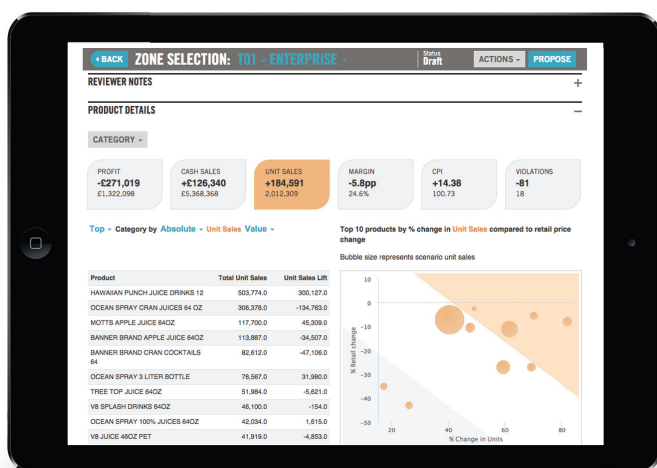 BACK ZONE SELECTION: T01 - ENTERPRISE
Status
Draft
ACTIONS
PROPOSE
REVIEWER NOTES
PRODUCT DETAILS
CATEGORY
PROFIT
-£271,019
£1,322,098
CASH SALES
+£126,340
£5,368,368
UNIT SALES
+184,591
2,012,309
MARGIN
-5.8pp
24.6%
CPI
+14.38
100.73
VIOLATIONS
-81
18
Top Category by Absolute Unit Sales Value
Top 10 products by % change in Unit Sales compared to retail price
change
Bubble size represents scenario unit sales
Product Total Unit Sales Unit Sales Lift
HAWAIIAN PUNCH JUICE DRINKS 12 503,774.0 300,127.0
OCEAN SPRAY CRAN JUICES 64 OZ 306,378.0 -134,763.0
MOTTS APPLE JUICE 64OZ 117,700.0 45,309.0
BANNER BRAND APPLE JUICE 64OZ 113,887.0 -34,507.0
BANNER BRAND CRAN COCKTAILS 82,612.0 -47,106.0
64
OCEAN SPRAY 3 LITER BOTTLE 78,567.0 31,980.0
TREE TOP JUICE 64OZ 51,984.0 -5,621.0
V8 SPLASH DRINKS 64OZ 46,100.0 -154.0
OCEAN SPRAY 100% JUICES 64OZ 42,034.0 1,615.0
V8 JUICE 46OZ PET 41,919.0 -4,853.0
% Retail change
10
0
-10
-20
-30
-40
-50
20 40 60 80
% Change in Units